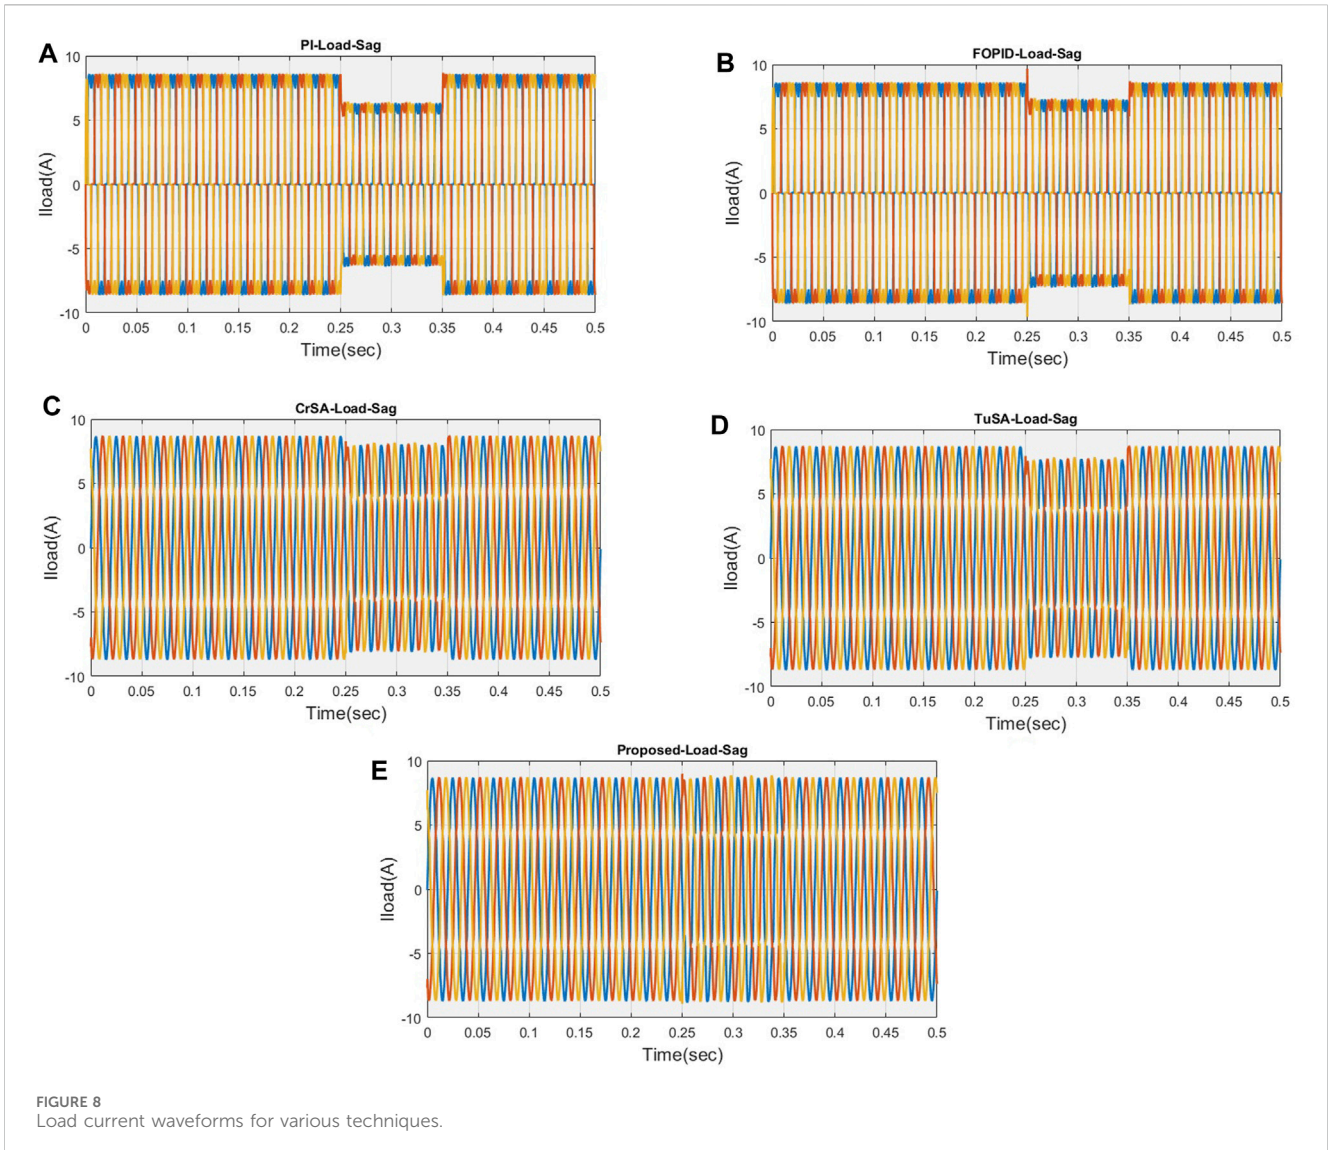 A
PI-Load-Sag
10
5
0
-5
-10
Iload(A)
0 0.05 0.1 0.15 0.2 0.25 0.3 0.35 0.4 0.45 0.5
Time(sec)
B
FOPID-Load-Sag
10
5
0
-5
-10
Iload(A)
0 0.05 0.1 0.15 0.2 0.25 0.3 0.35 0.4 0.45 0.5
Time(sec)
C
CrSA-Load-Sag
10
5
0
-5
-10
Iload(A)
0 0.05 0.1 0.15 0.2 0.25 0.3 0.35 0.4 0.45 0.5
Time(sec)
D
TuSA-Load-Sag
10
5
0
-5
-10
Iload(A)
0 0.05 0.1 0.15 0.2 0.25 0.3 0.35 0.4 0.45 0.5
Time(sec)
E
Proposed-Load-Sag
10
5
0
-5
-10
Iload(A)
0 0.05 0.1 0.15 0.2 0.25 0.3 0.35 0.4 0.45 0.5
Time(sec)
FIGURE 8
Load current waveforms for various techniques.